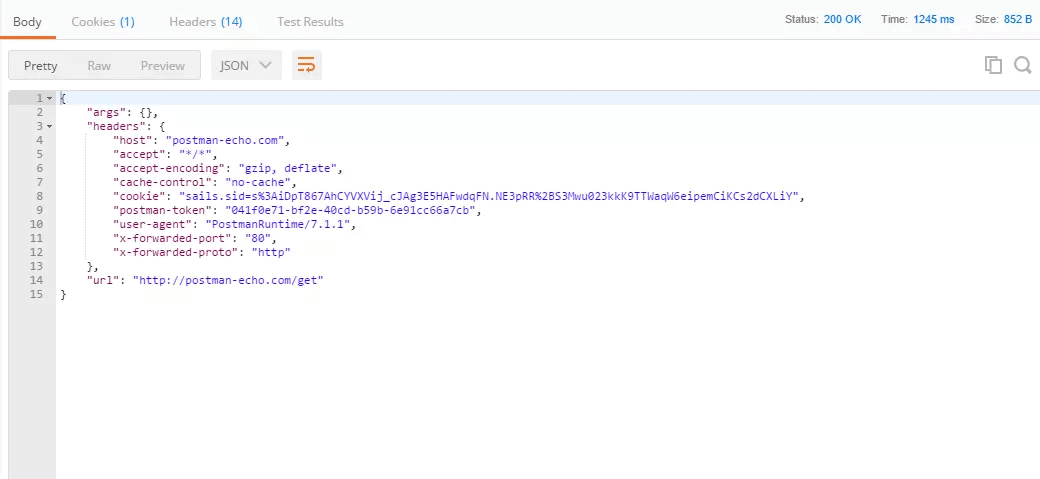 Body Cookies (1) Headers (14) Test Results Status: 200 OK Time: 1245 ms Size: 852 B
Pretty Raw Preview JSON
1 {
2 "args": {},
3 "headers": {
4 "host": "postman-echo.com",
5 "accept": "*/*",
6 "accept-encoding": "gzip, deflate",
7 "cache-control": "no-cache",
8 "cookie": "sails.sid=s%3AiDpT867AhCYVXVij_cJAg3E5HAFwdqFN.NE3pRR%2BS3Mwu023kkK9TTWaqW6eipemCiKCs2dCXLiY",
9 "postman-token": "041f0e71-bf2e-40cd-b59b-6e91cc66a7cb",
10 "user-agent": "PostmanRuntime/7.1.1",
11 "x-forwarded-port": "80",
12 "x-forwarded-proto": "http"
13 },
14 "url": "http://postman-echo.com/get"
15 }